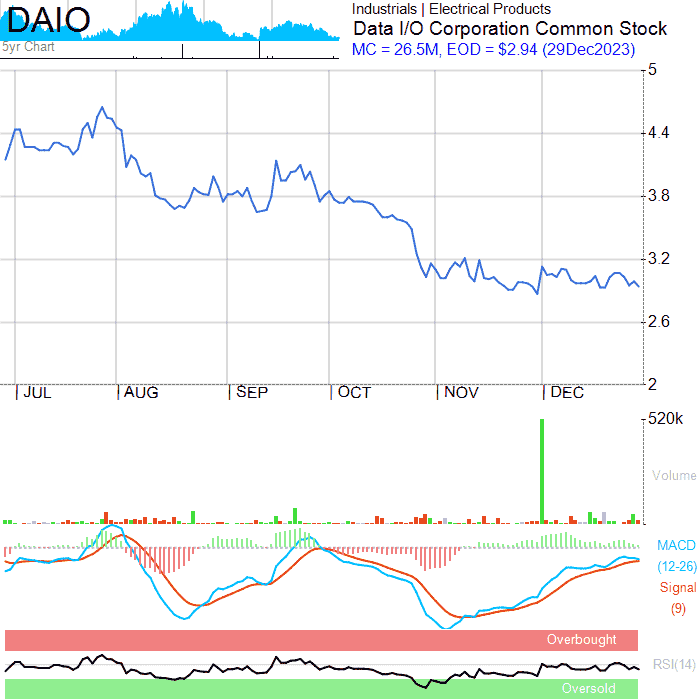 DAIO
5yr Chart
Industrials | Electrical Products
Data I/O Corporation Common Stock
MC = 26.5M, EOD = $2.94 (29Dec2023)
5
4.4
3.8
3.2
2.6
2
JUL AUG SEP OCT NOV DEC
520k
Volume
MACD
(12-26)
Signal
(9)
Overbought
RSI(14)
Oversold